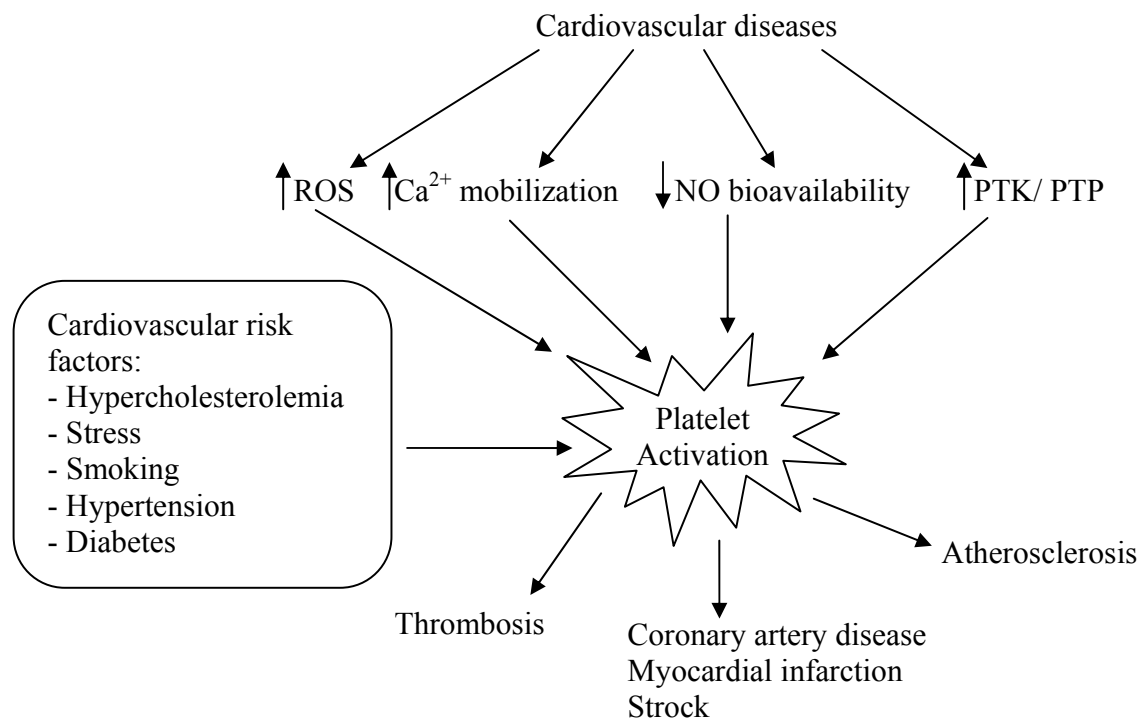 Cardiovascular diseases
↑ROS ↑Ca²⁺ mobilization ↓NO bioavailability ↑PTK/ PTP
Cardiovascular risk
factors:
- Hypercholesterolemia
- Stress
- Smoking
- Hypertension
- Diabetes
Platelet
Activation
Atherosclerosis
Thrombosis
Coronary artery disease
Myocardial infarction
Strock